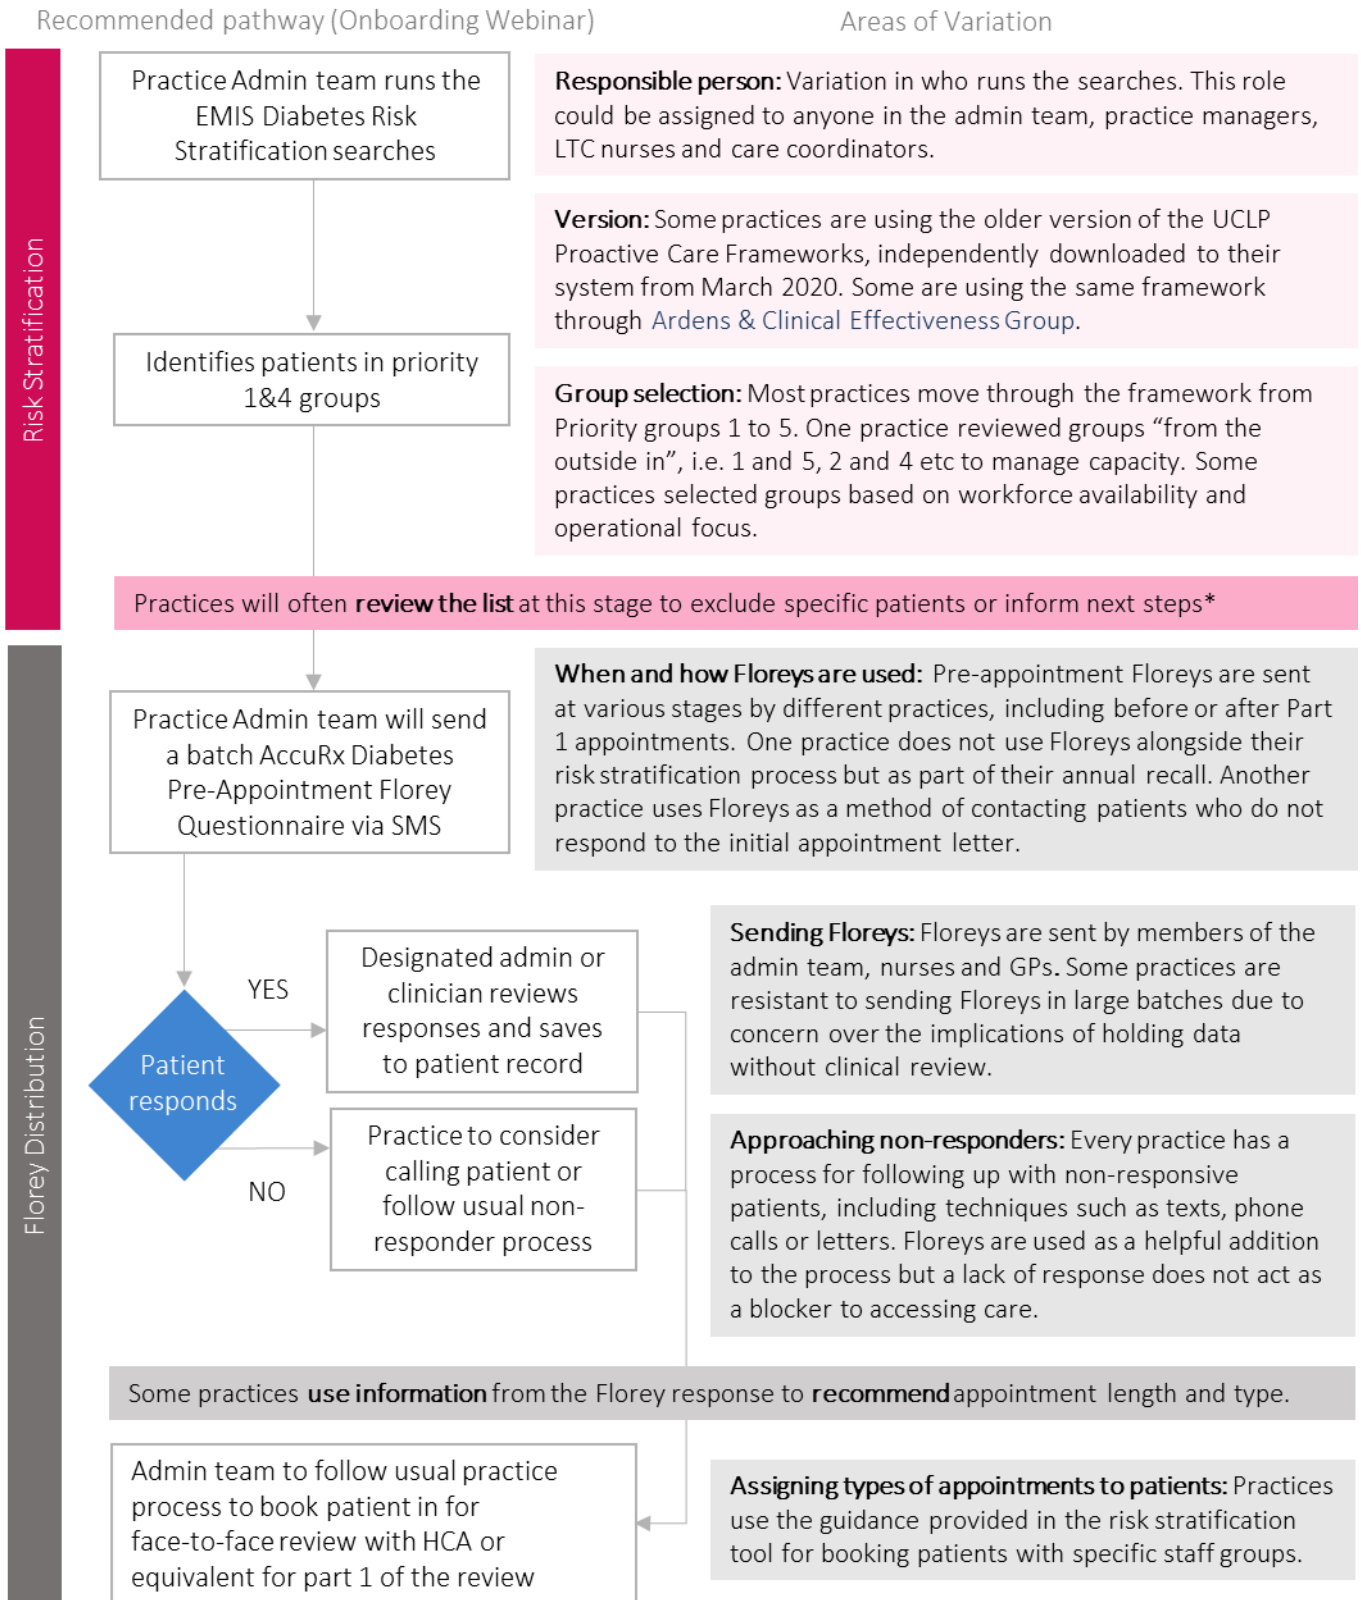 Recommended pathway (Onboarding Webinar)
Areas of Variation
Risk Stratification
Practice Admin team runs the
EMIS Diabetes Risk
Stratification searches
Responsible person: Variation in who runs the searches. This role
could be assigned to anyone in the admin team, practice managers,
LTC nurses and care coordinators.
Version: Some practices are using the older version of the UCLP
Proactive Care Frameworks, independently downloaded to their
system from March 2020. Some are using the same framework
through Ardens & Clinical Effectiveness Group.
Identifies patients in priority
1&4 groups
Group selection: Most practices move through the framework from
Priority groups 1 to 5. One practice reviewed groups “from the
outside in”, i.e. 1 and 5, 2 and 4 etc to manage capacity. Some
practices selected groups based on workforce availability and
operational focus.
Practices will often review the list at this stage to exclude specific patients or inform next steps*
Florey Distribution
Practice Admin team will send
a batch AccuRx Diabetes
Pre-Appointment Florey
Questionnaire via SMS
When and how Floreys are used: Pre-appointment Floreys are sent
at various stages by different practices, including before or after Part
1 appointments. One practice does not use Floreys alongside their
risk stratification process but as part of their annual recall. Another
practice uses Floreys as a method of contacting patients who do not
respond to the initial appointment letter.
Patient
responds
YES
Designated admin or
clinician reviews
responses and saves
to patient record
Sending Floreys: Floreys are sent by members of the
admin team, nurses and GPs. Some practices are
resistant to sending Floreys in large batches due to
concern over the implications of holding data
without clinical review.
NO
Practice to consider
calling patient or
follow usual non-
responder process
Approaching non-responders: Every practice has a
process for following up with non-responsive
patients, including techniques such as texts, phone
calls or letters. Floreys are used as a helpful addition
to the process but a lack of response does not act as
a blocker to accessing care.
Some practices use information from the Florey response to recommend appointment length and type.
Admin team to follow usual practice
process to book patient in for
face-to-face review with HCA or
equivalent for part 1 of the review
Assigning types of appointments to patients: Practices
use the guidance provided in the risk stratification
tool for booking patients with specific staff groups.